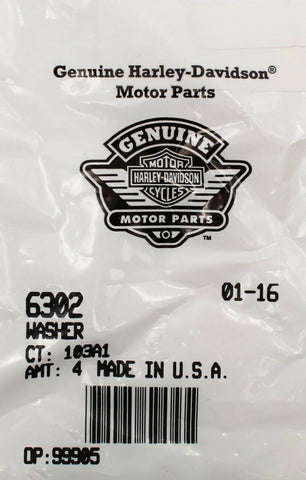 Genuine Harley-Davidson®
Motor Parts
GENUINE
MOTOR
HARLEY-DAVIDSON
CYCLES
MOTOR PARTS
™
6302
01-16
WASHER
CT: 103A1
AMT: 4 MADE IN U.S.A.
OP:99905